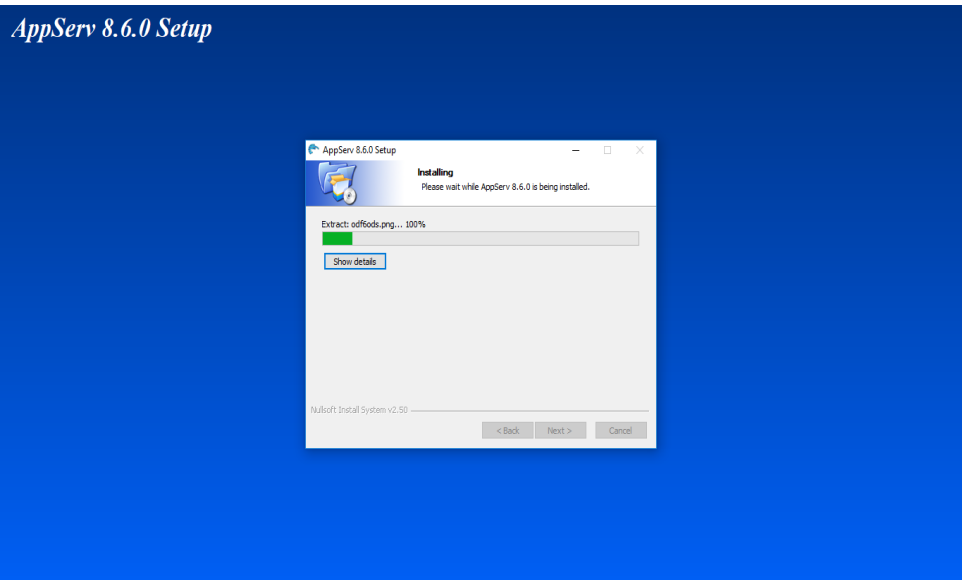 AppServ 8.6.0 Setup
AppServ 8.6.0 Setup
Installing
Please wait while AppServ 8.6.0 is being installed.
Extract: odf6ods.png... 100%
Show details
Nullsoft Install System v2.50
< Back Next > Cancel